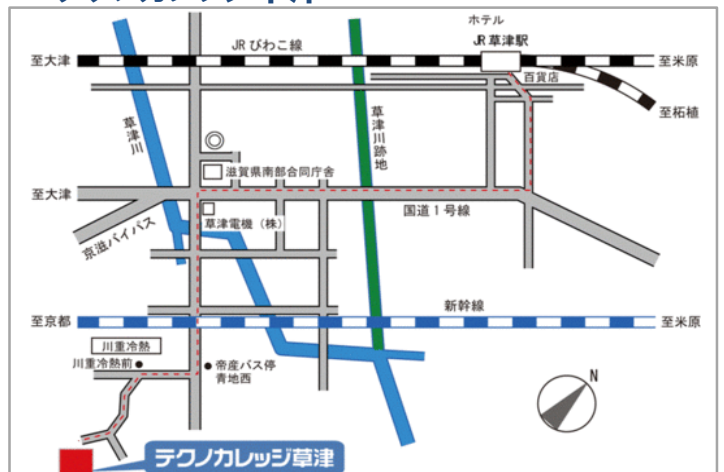 ホテル
JR びわこ線
JR 草津駅
至大津
至米原
百貨店
至柘植
草津川
草津川跡地
滋賀県南部合同庁舎
至大津
国道1号線
草津電機（株）
京滋バイパス
新幹線
至京都
至米原
川重冷熱
川重冷熱前
帝産バス停
青地西
N
テクノカレッジ草津